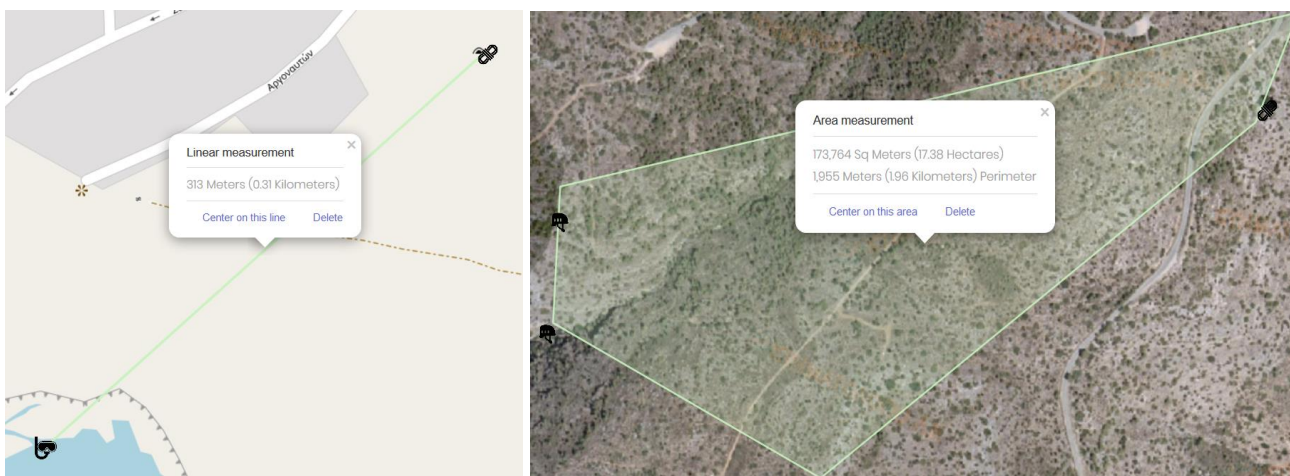 Αργοναυτών
Linear measurement
×
313 Meters (0.31 Kilometers)
Center on this line Delete
Area measurement
×
173,764 Sq Meters (17.38 Hectares)
1,955 Meters (1.96 Kilometers) Perimeter
Center on this area Delete